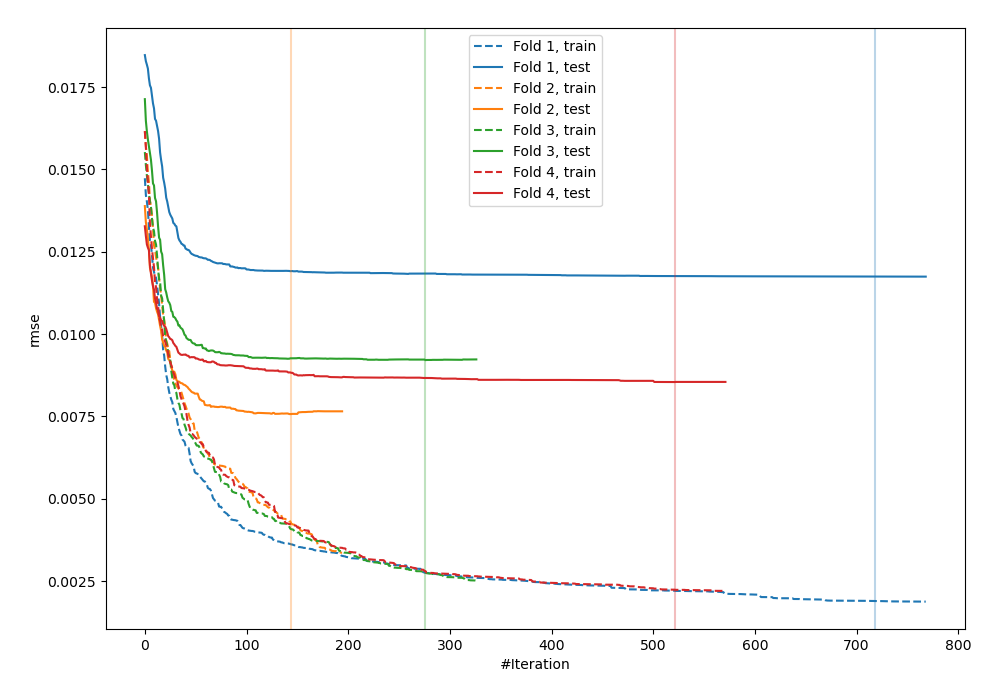 Fold 1, train
Fold 1, test
Fold 2, train
Fold 2, test
Fold 3, train
Fold 3, test
Fold 4, train
Fold 4, test
0.0175
0.0150
0.0125
0.0100
0.0075
0.0050
0.0025
rmse
0 100 200 300 400 500 600 700 800
#Iteration